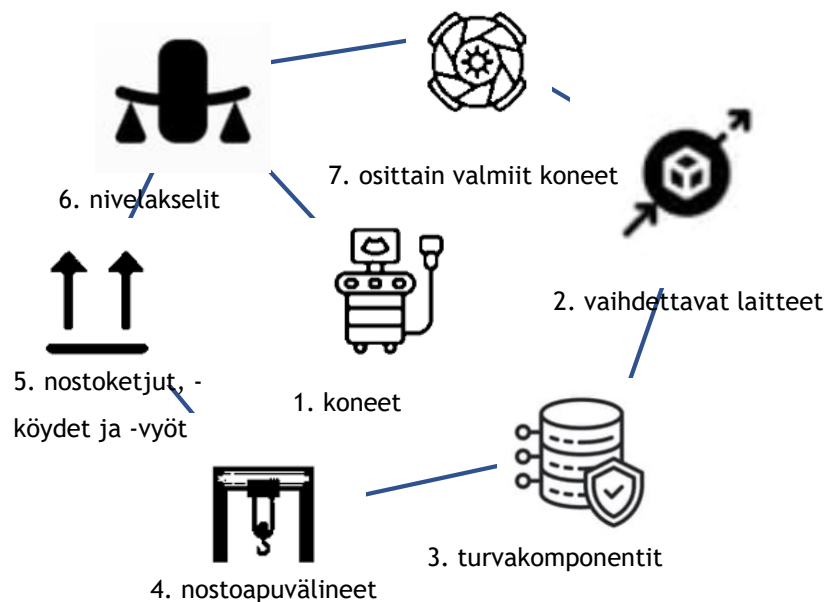 7. osittain valmiit koneet
6. nivelakselit
2. vaihdettavat laitteet
5. nostoketjut, -
köydet ja -vyöt
1. koneet
3. turvakomponentit
4. nostoapuvälineet